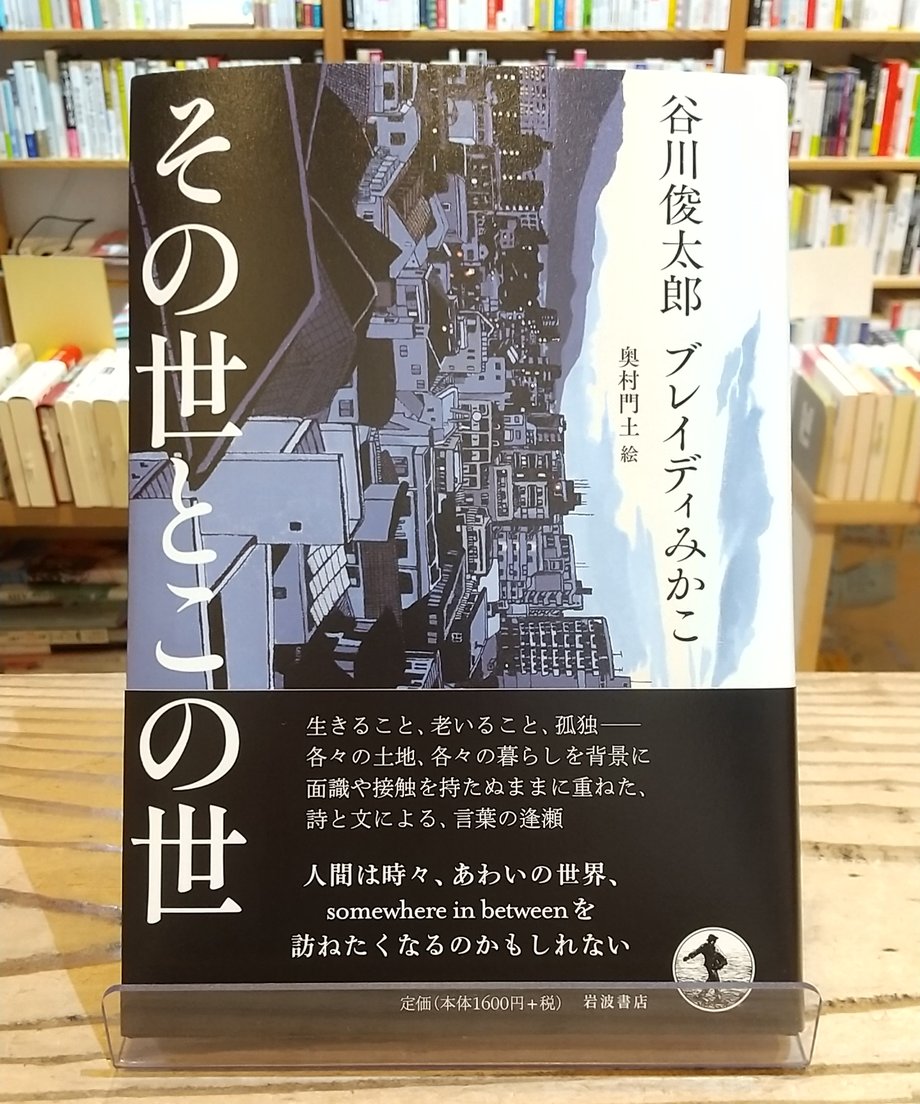 谷川俊太郎 ブレイディみかこ
奥村門土 絵
その世とこの世
生きること、老いること、孤独――
各々の土地、各々の暮らしを背景に
面識や接触を持たぬままに重ねた、
詩と文による、言葉の逢瀬
人間は時々、あわいの世界、
somewhere in betweenを
訪ねたくなるのかもしれない
定価(本体1600円+税) 岩波書店